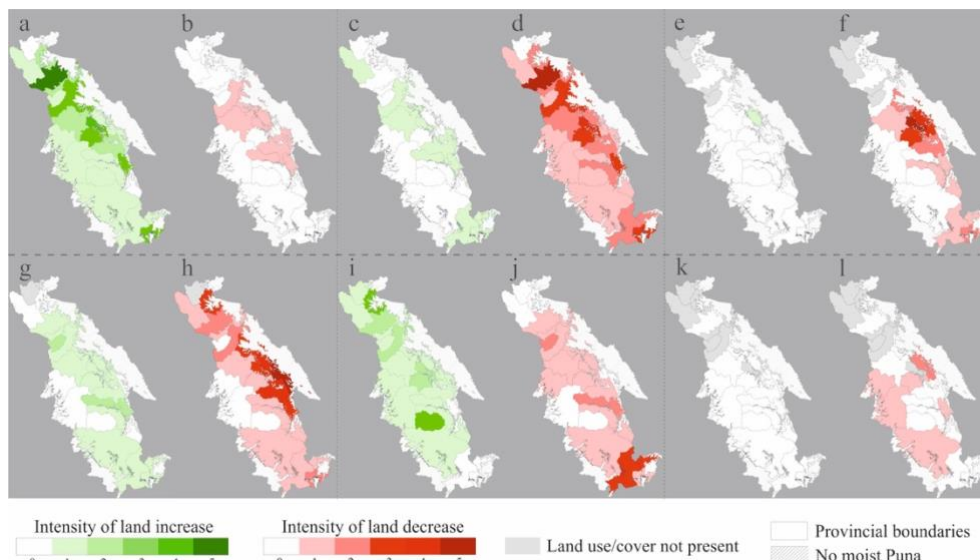 a b c d e f
g h i j k l
Intensity of land increase
Intensity of land decrease
Land use/cover not present
Provincial boundaries
No moist Puna